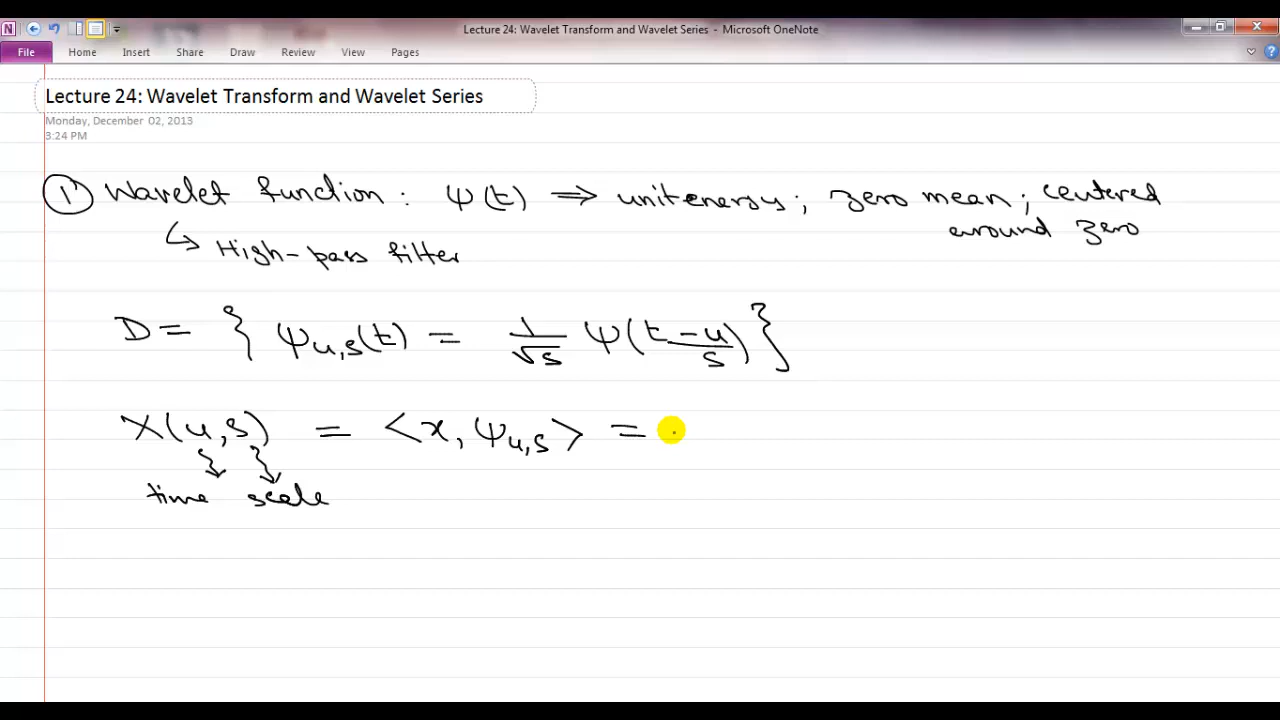 Lecture 24: Wavelet Transform and Wavelet Series - Microsoft OneNote
File Home Insert Share Draw Review View Pages
Lecture 24: Wavelet Transform and Wavelet Series
Monday, December 02, 2013
3:24 PM
① Wavelet function : ψ(t) ⇒ unit energy ; zero mean ; centered
around zero
↳ High-pass filter
D = { ψu,s(t) = 1/√s ψ((t-u)/s) }
X(u,s) = <x, ψu,s> =
time scale